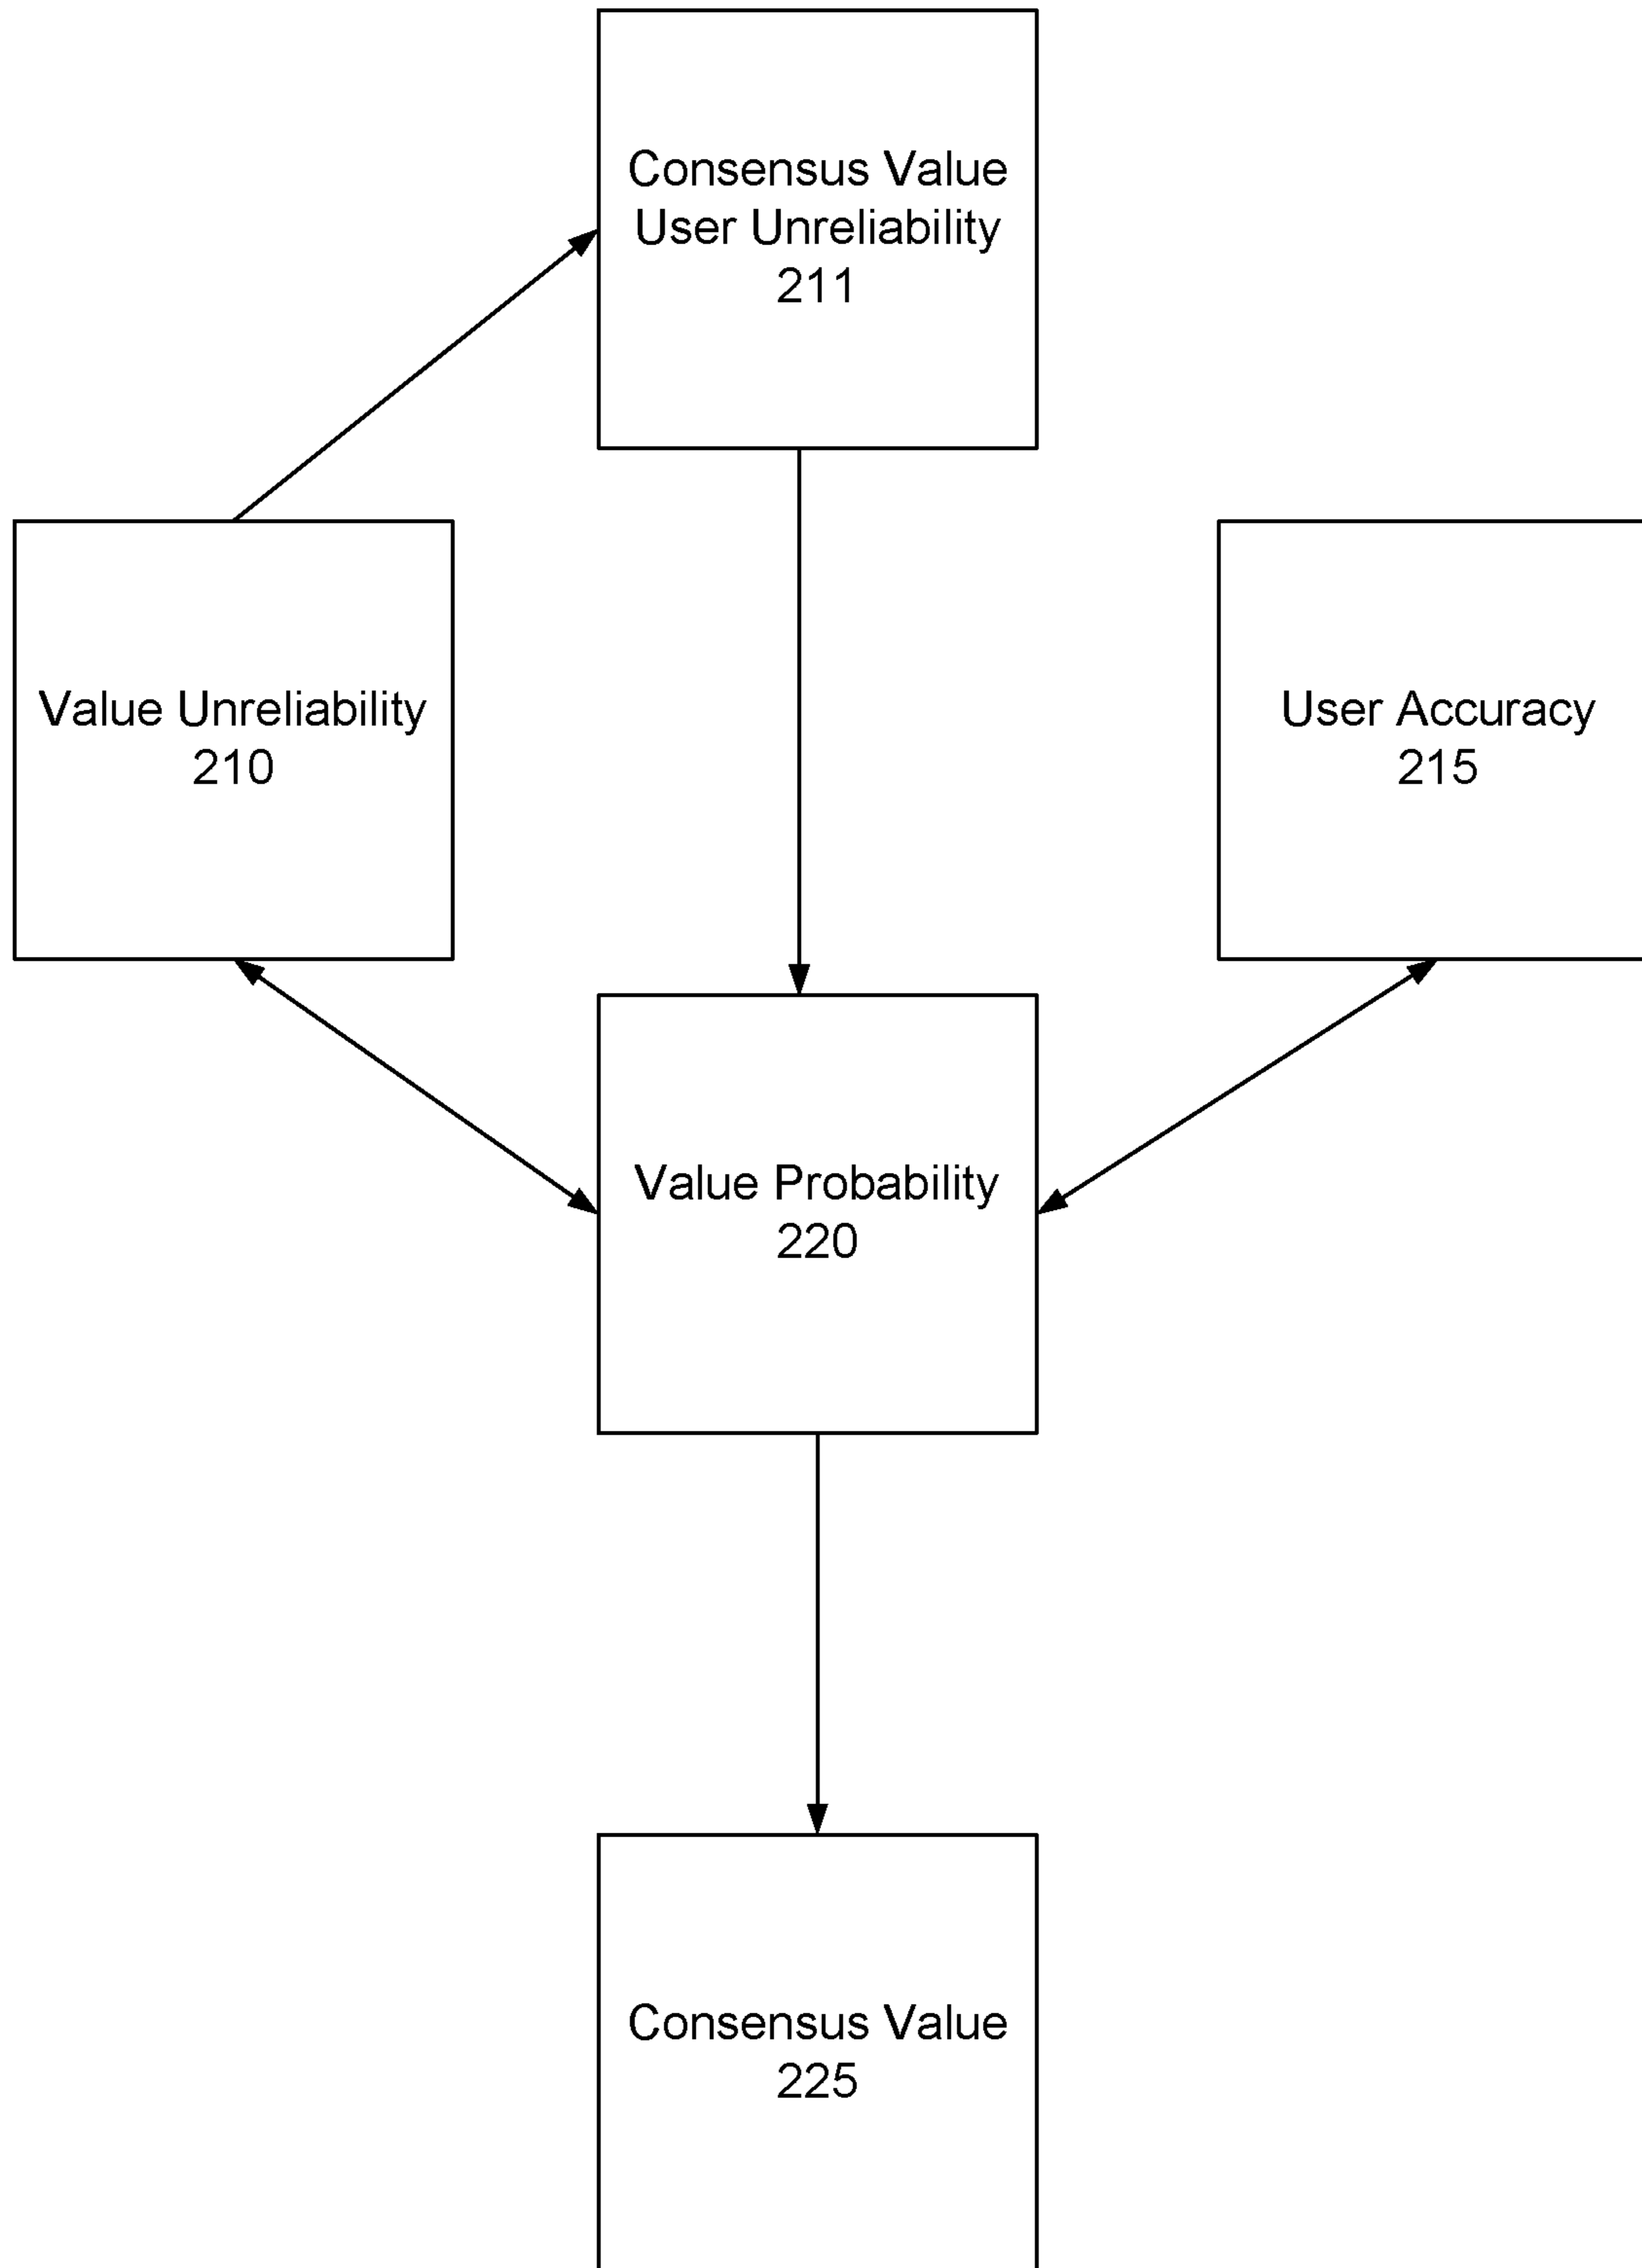 Consensus Value
User Unreliability
211
Value Unreliability
210
User Accuracy
215
Value Probability
220
Consensus Value
225